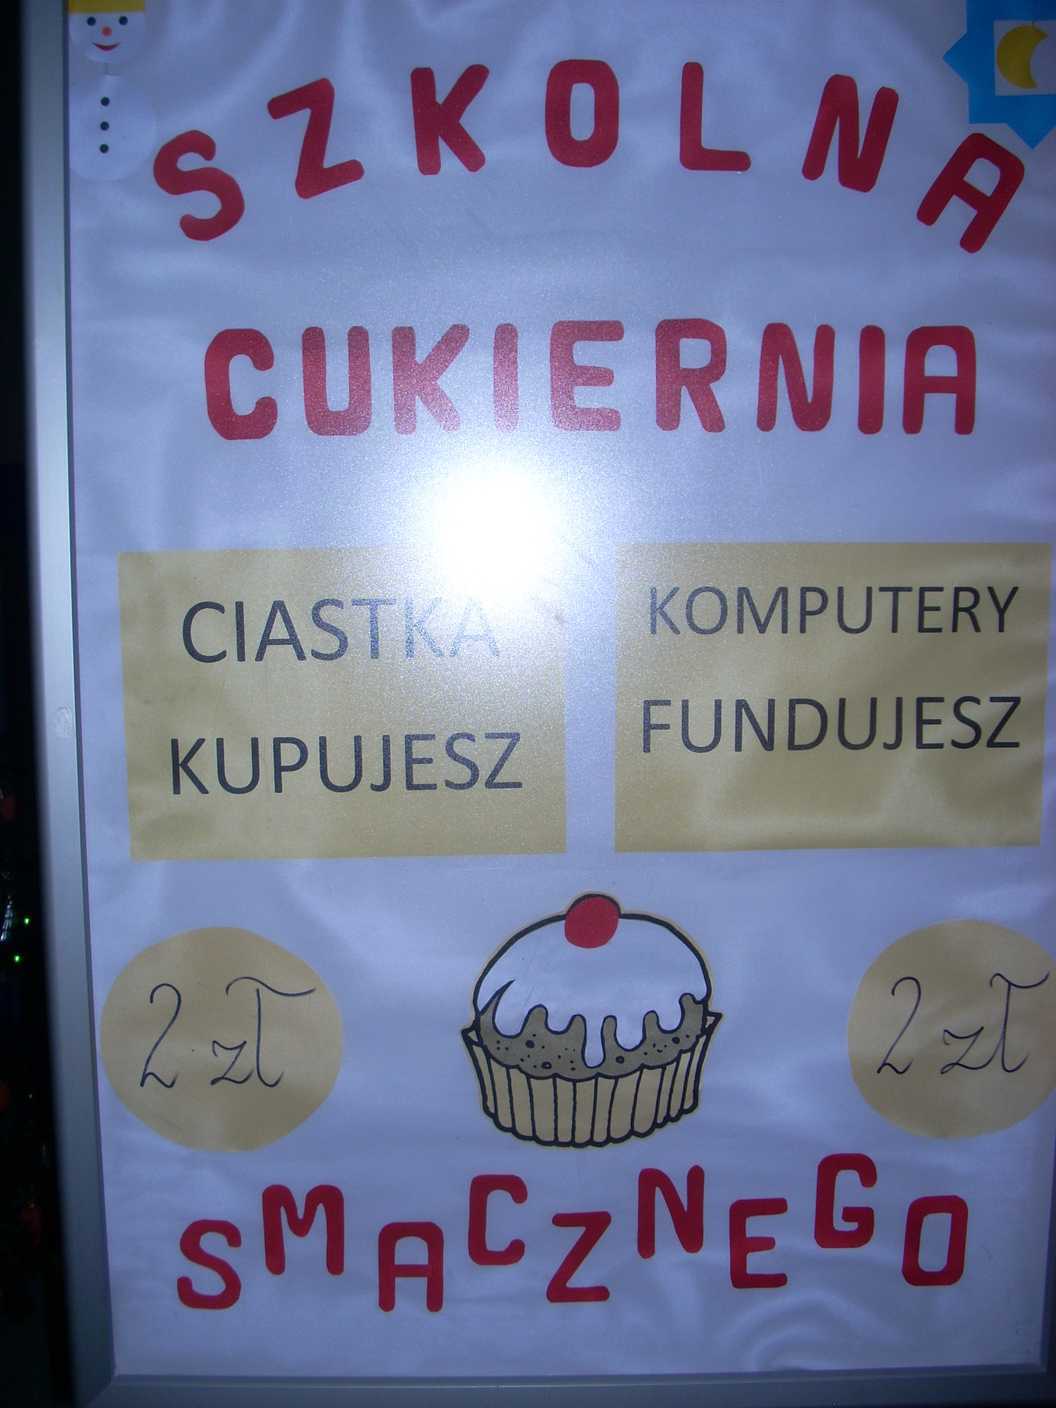 SZKOLNA
CUKIERNIA
CIASTKA
KUPUJESZ
KOMPUTERY
FUNDUJESZ
2 zł
2 zł
SMACZNEGO